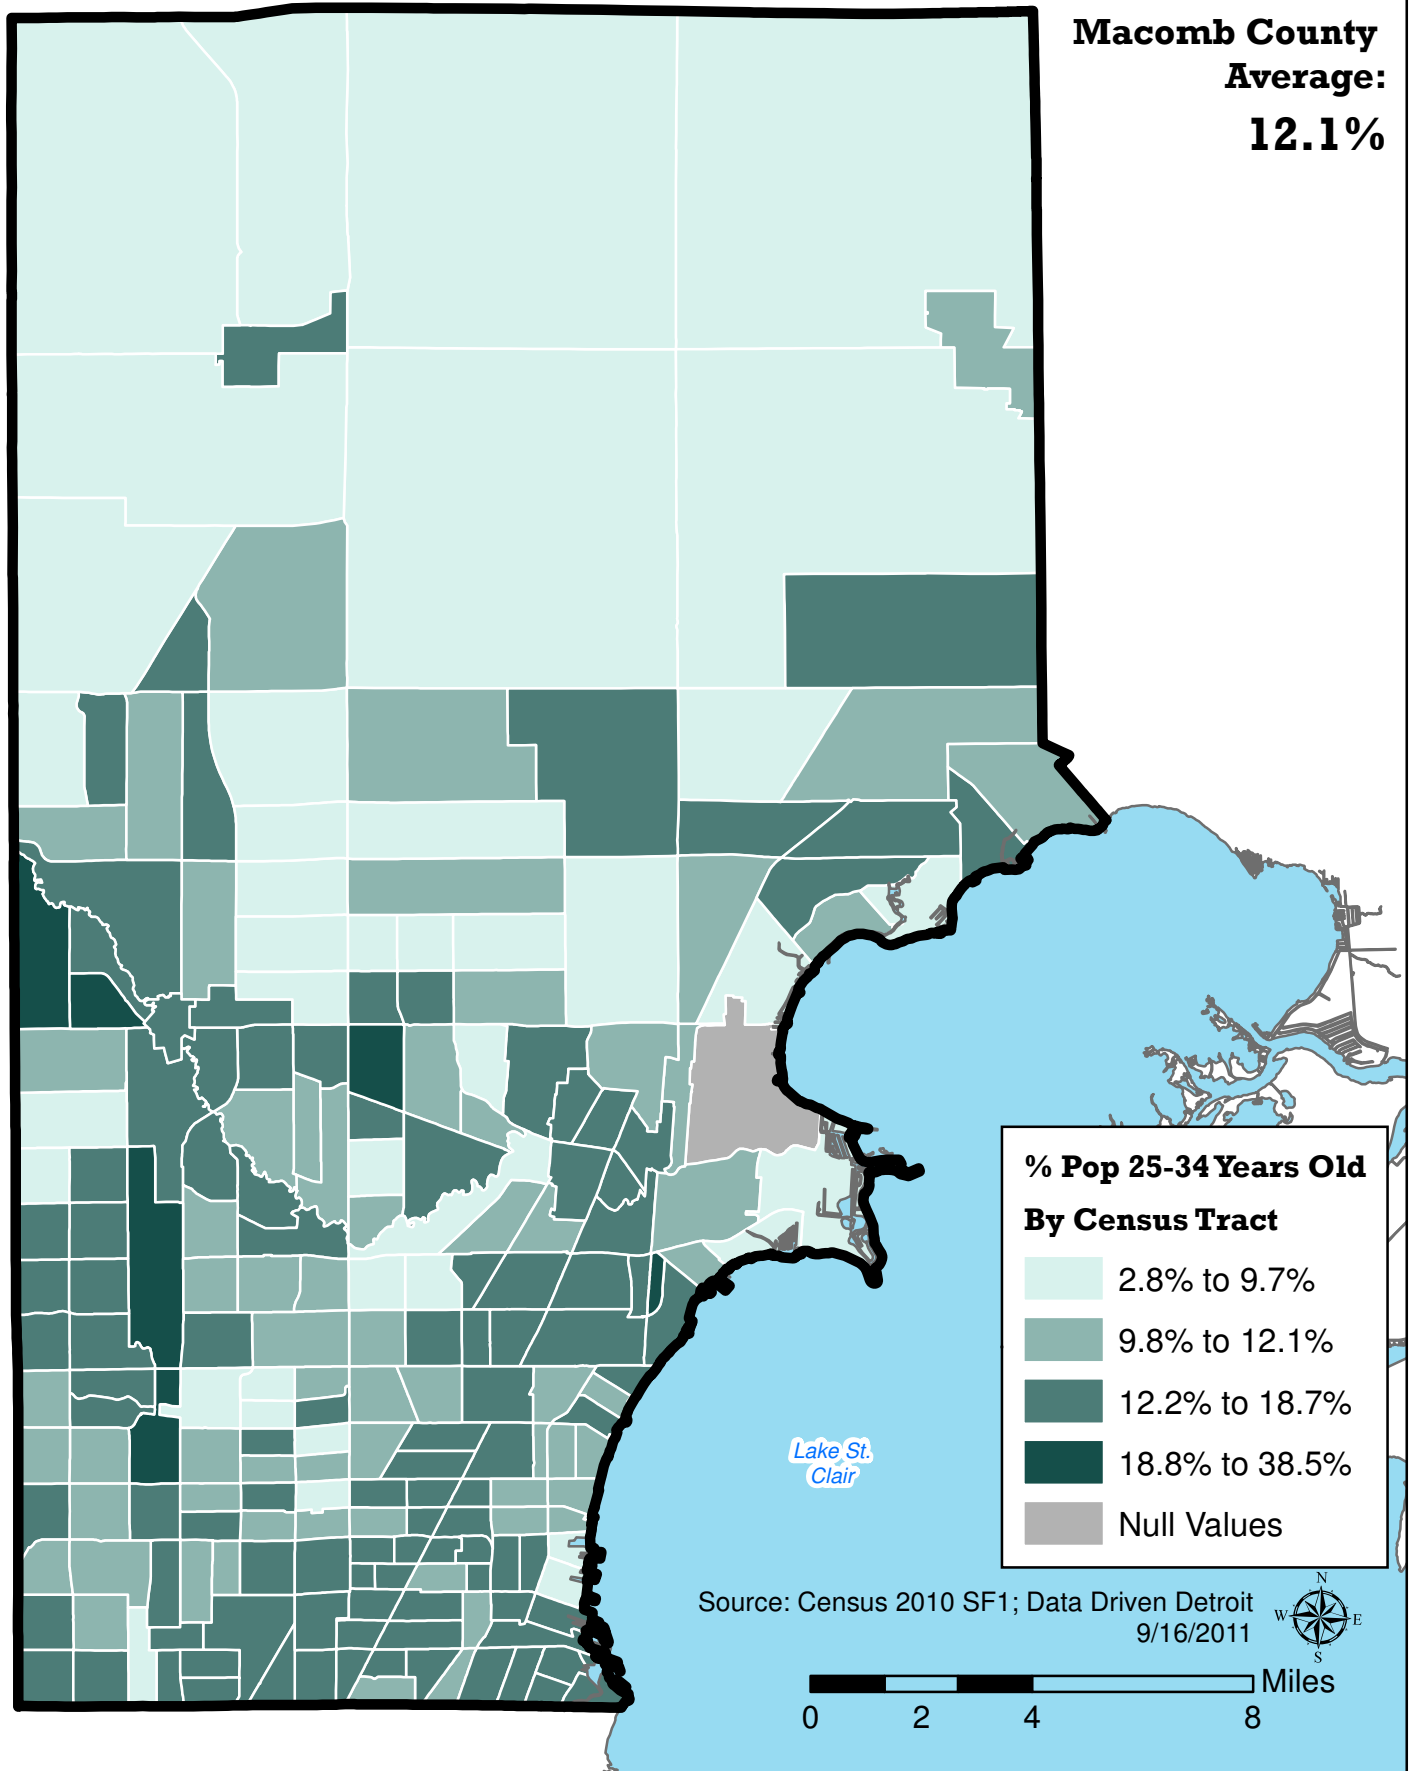 Macomb County
Average:
12.1%
% Pop 25-34 Years Old
By Census Tract
2.8% to 9.7%
9.8% to 12.1%
12.2% to 18.7%
18.8% to 38.5%
Null Values
Lake St.
Clair
Source: Census 2010 SF1; Data Driven Detroit
9/16/2011
N
W E
S
Miles
0 2 4 8